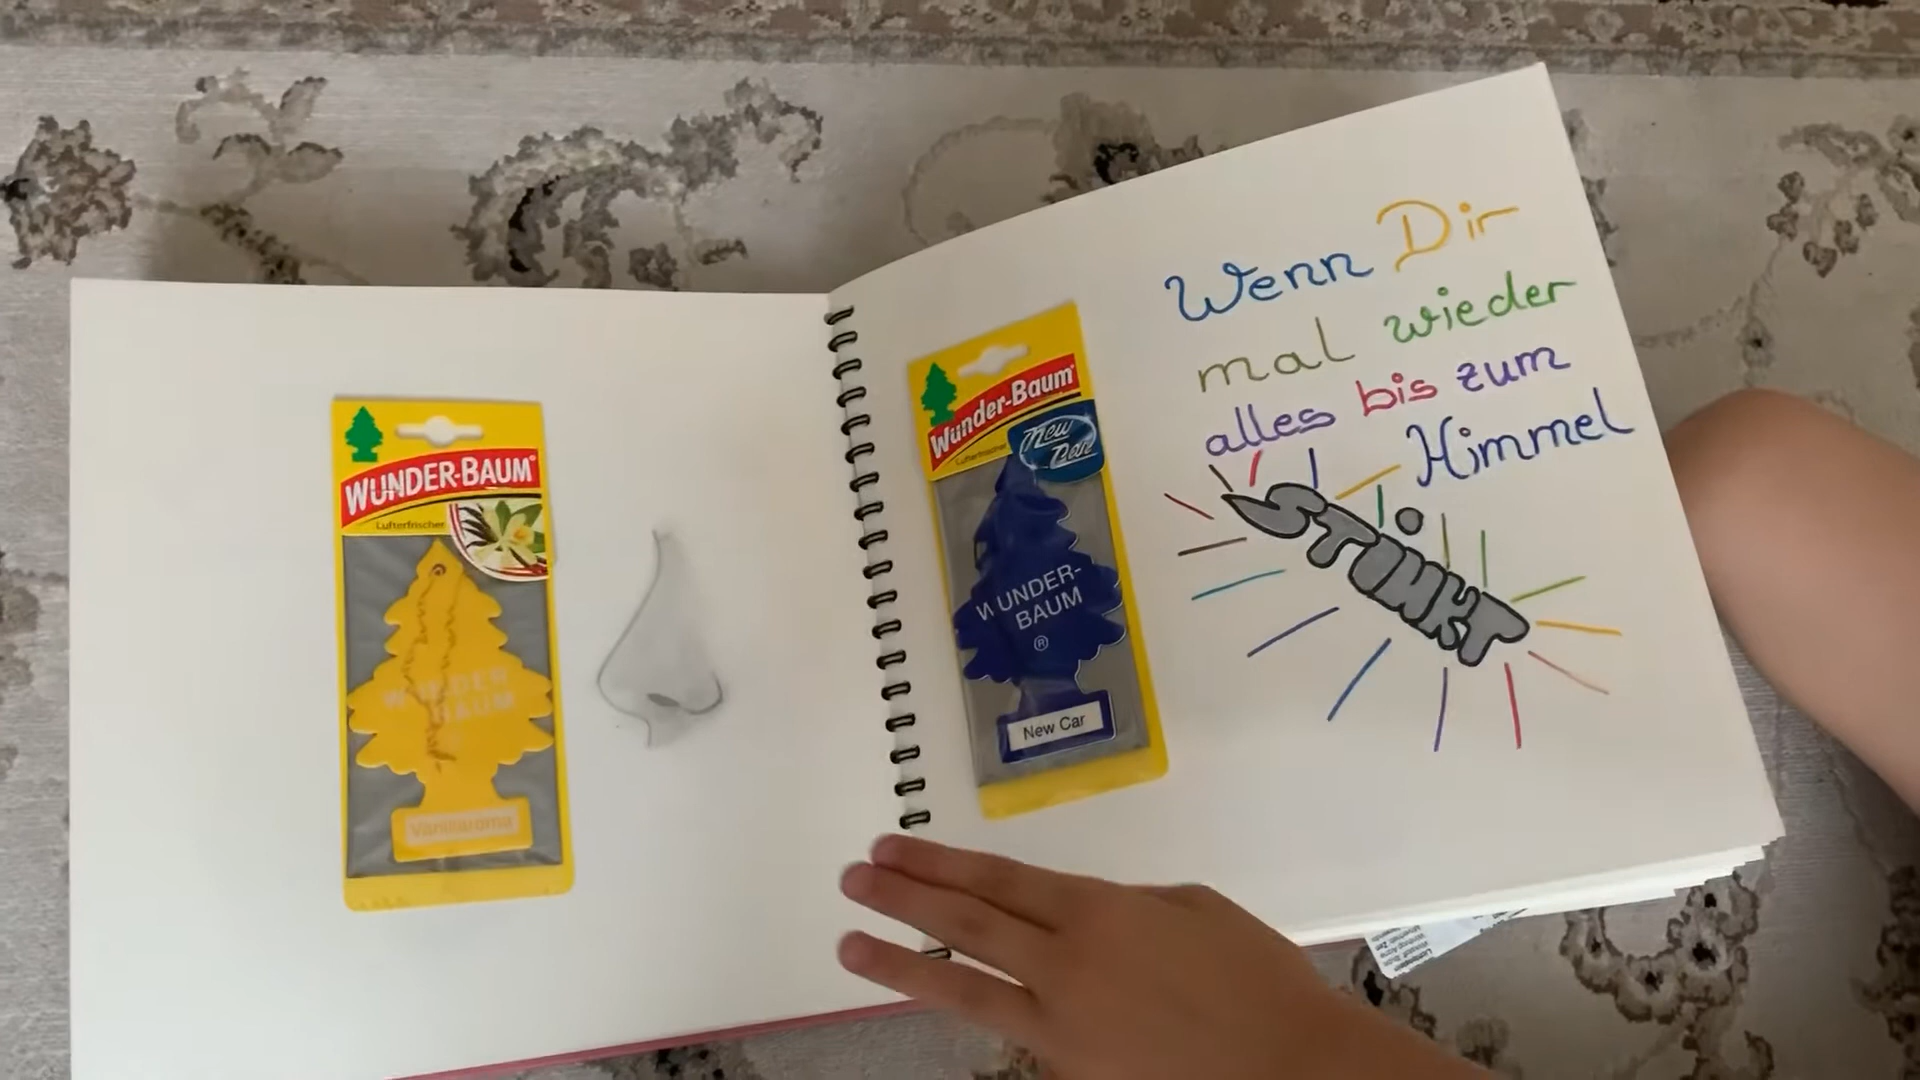 WUNDER-BAUM
Lufterfrischer
WUNDER
BAUM
Vanillaroma
Wunder-Baum
Lufterfrischer
New Car
WUNDER-
BAUM
®
New Car
Wenn Dir
mal wieder
alles bis zum
Himmel
STiNKT